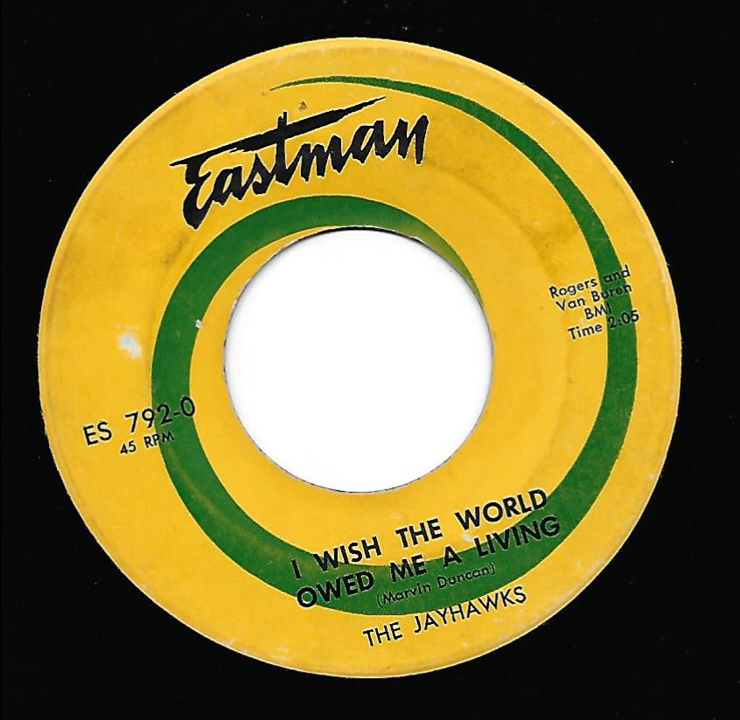 Eastman
Rogers and
Van Buren
BMI
Time 2:05
ES 792-0
45 RPM
I WISH THE WORLD
OWED ME A LIVING
(Marvin Duncan)
THE JAYHAWKS